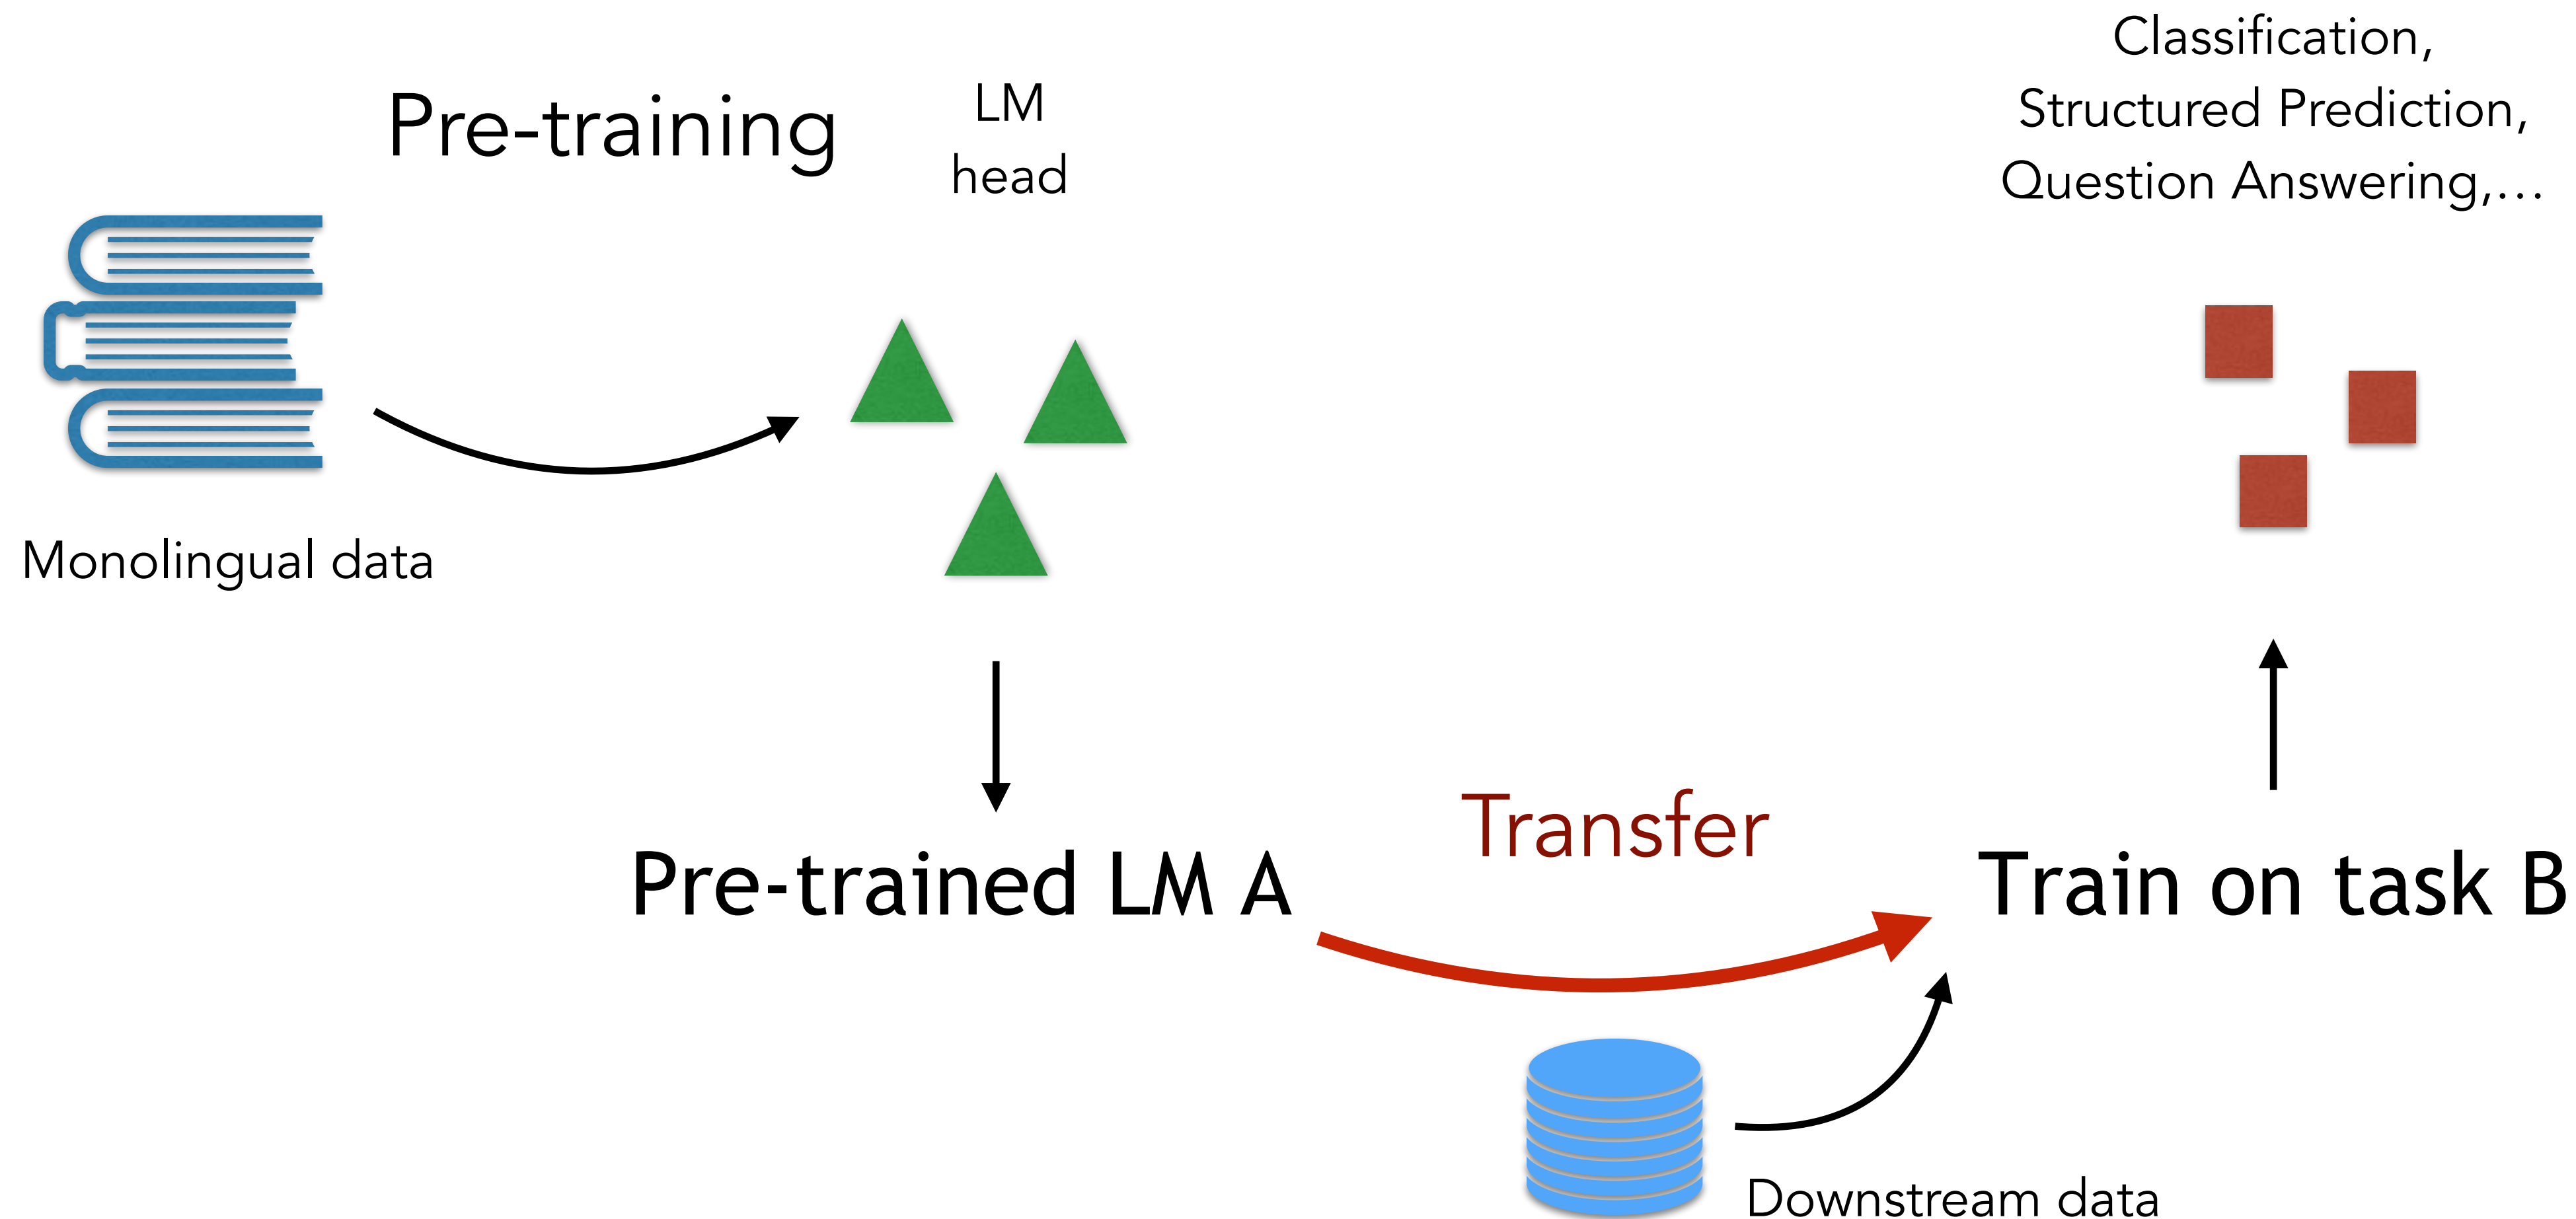 Pre-training
LM
head
Monolingual data
Pre-trained LM A
Transfer
Downstream data
Train on task B
Classification,
Structured Prediction,
Question Answering,...